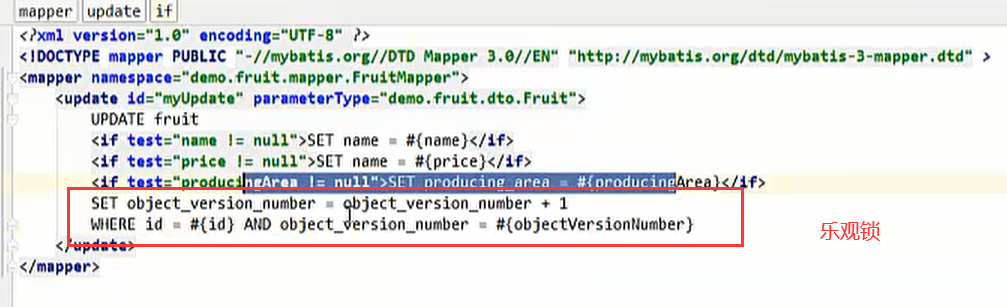 mapper update if
<?xml version="1.0" encoding="UTF-8" ?>
<!DOCTYPE mapper PUBLIC "-//mybatis.org//DTD Mapper 3.0//EN" "http://mybatis.org/dtd/mybatis-3-mapper.dtd" >
<mapper namespace="demo.fruit.mapper.FruitMapper">
<update id="myUpdate" parameterType="demo.fruit.dto.Fruit">
UPDATE fruit
<if test="name != null">SET name = #{name}</if>
<if test="price != null">SET name = #{price}</if>
<if test="producingArea != null">SET producing_area = #{producingArea}</if>
SET object_version_number = object_version_number + 1
WHERE id = #{id} AND object_version_number = #{objectVersionNumber}
乐观锁
</update>
</mapper>